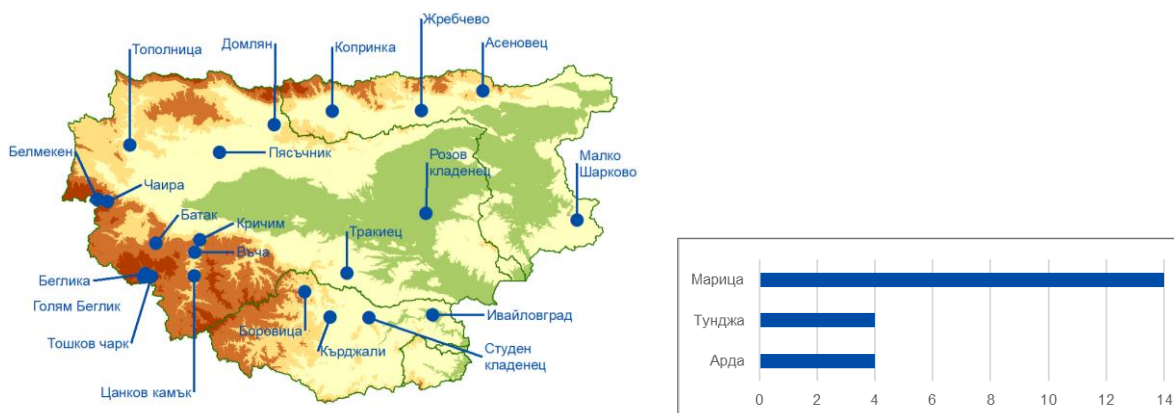 Жребчево
Домлян
Копринка
Асеновец
Тополница
Белмекен
Пясъчник
Розов
кладенец
Малко
Шарково
Чаира
Батак
Кричим
Тракиец
Въча
Беглика
Голям Беглик
Боровица
Ивайловград
Тошков чарк
Кърджали
Студен
кладенец
Цанков камък
Марица
Тунджа
Арда
0 2 4 6 8 10 12 14